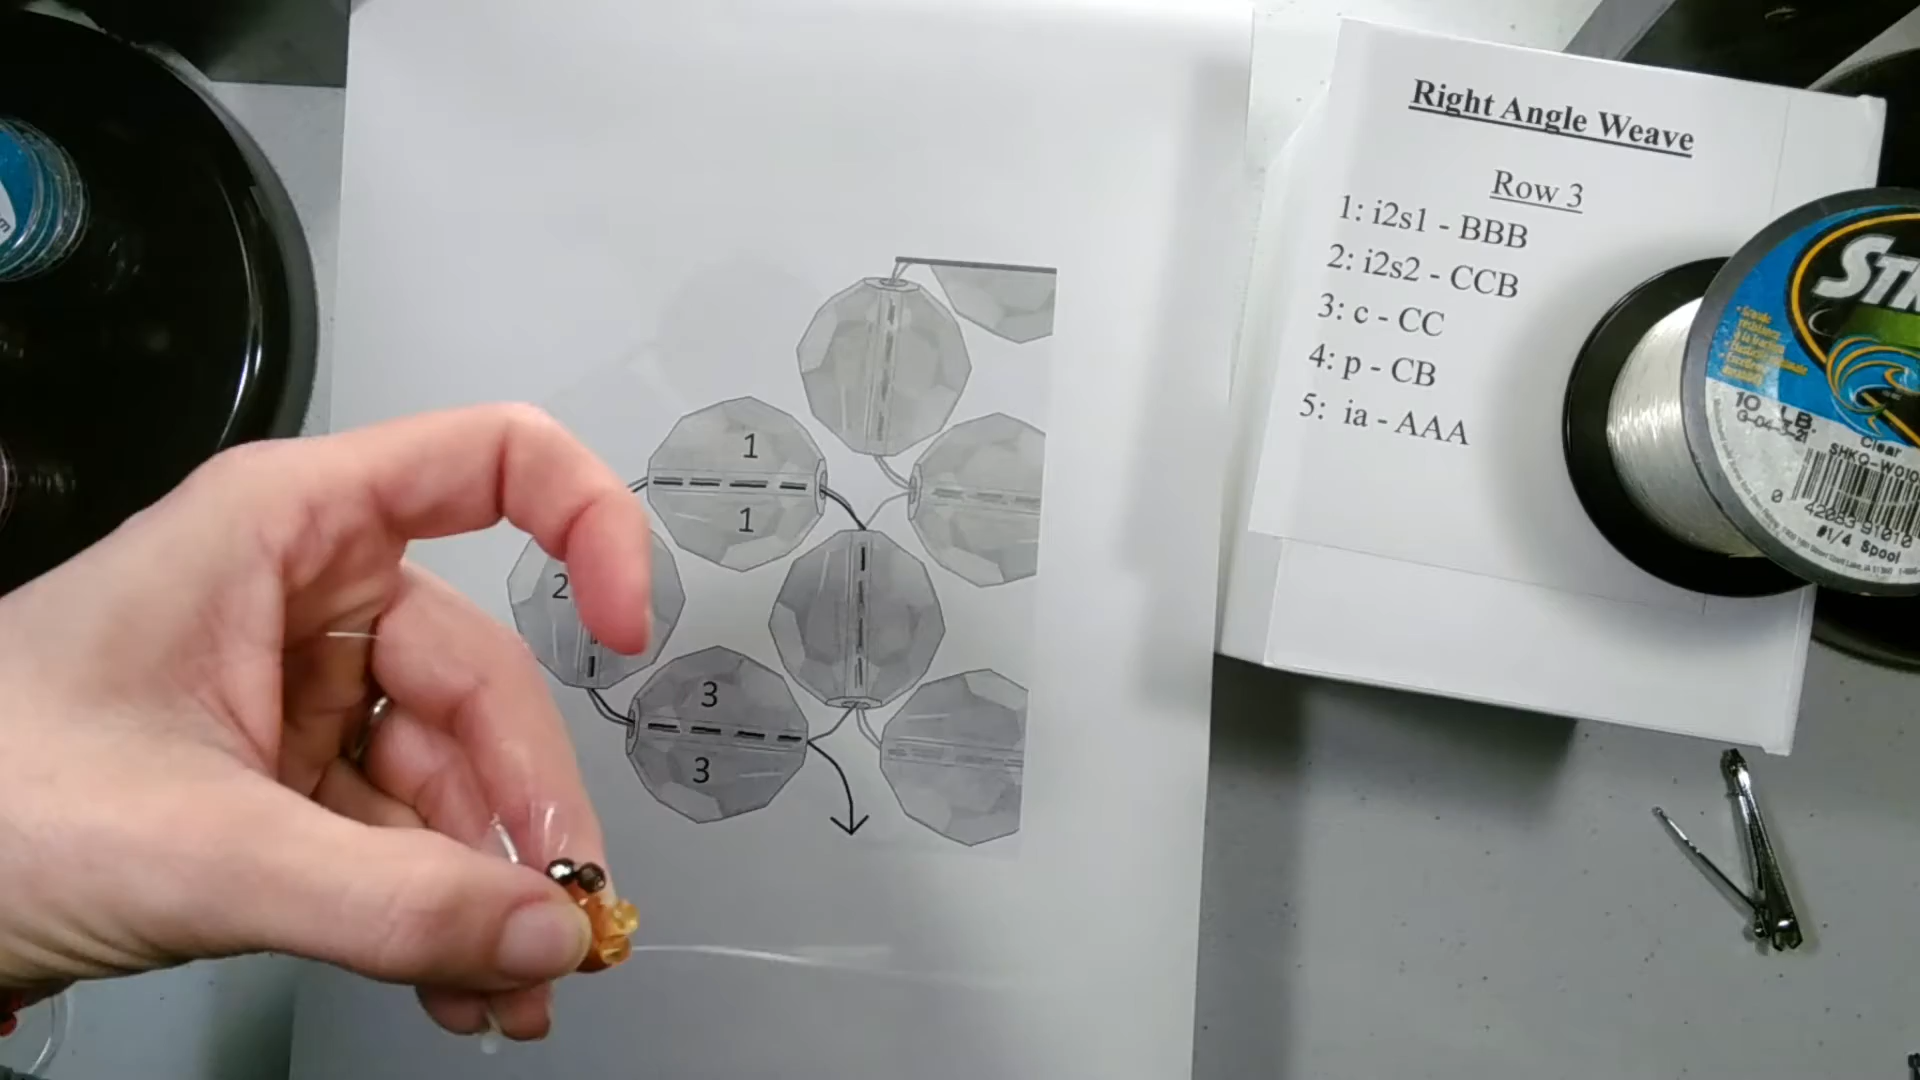 Right Angle Weave
Row 3
1: i2s1 - BBB
2: i2s2 - CCB
3: c - CC
4: p - CB
5: ia - AAA
1
1
2
3
3
10 LB.
Clear
#1/4 Spool